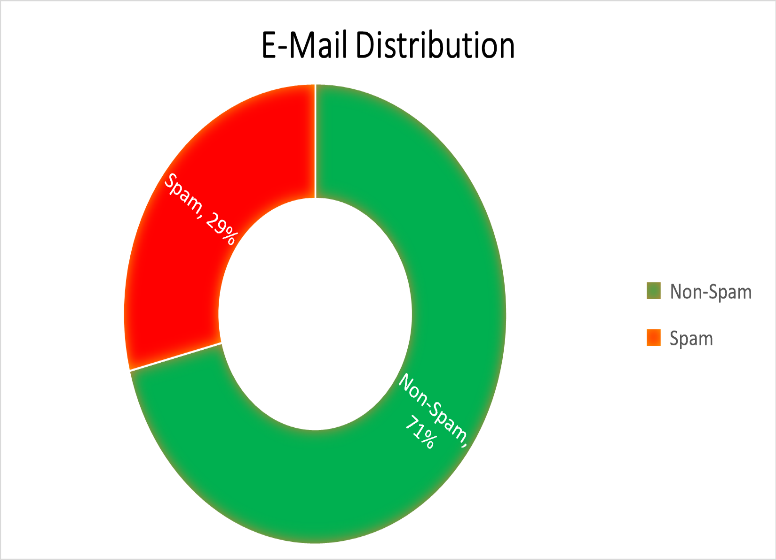 E-Mail Distribution
Spam, 29%
Non-Spam,
71%
Non-Spam
Spam